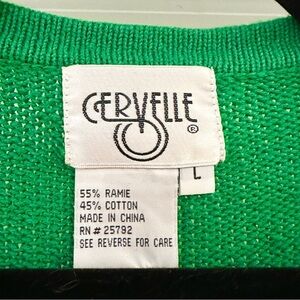 CERVELLE
®
L
55% RAMIE
45% COTTON
MADE IN CHINA
RN# 25792
SEE REVERSE FOR CARE